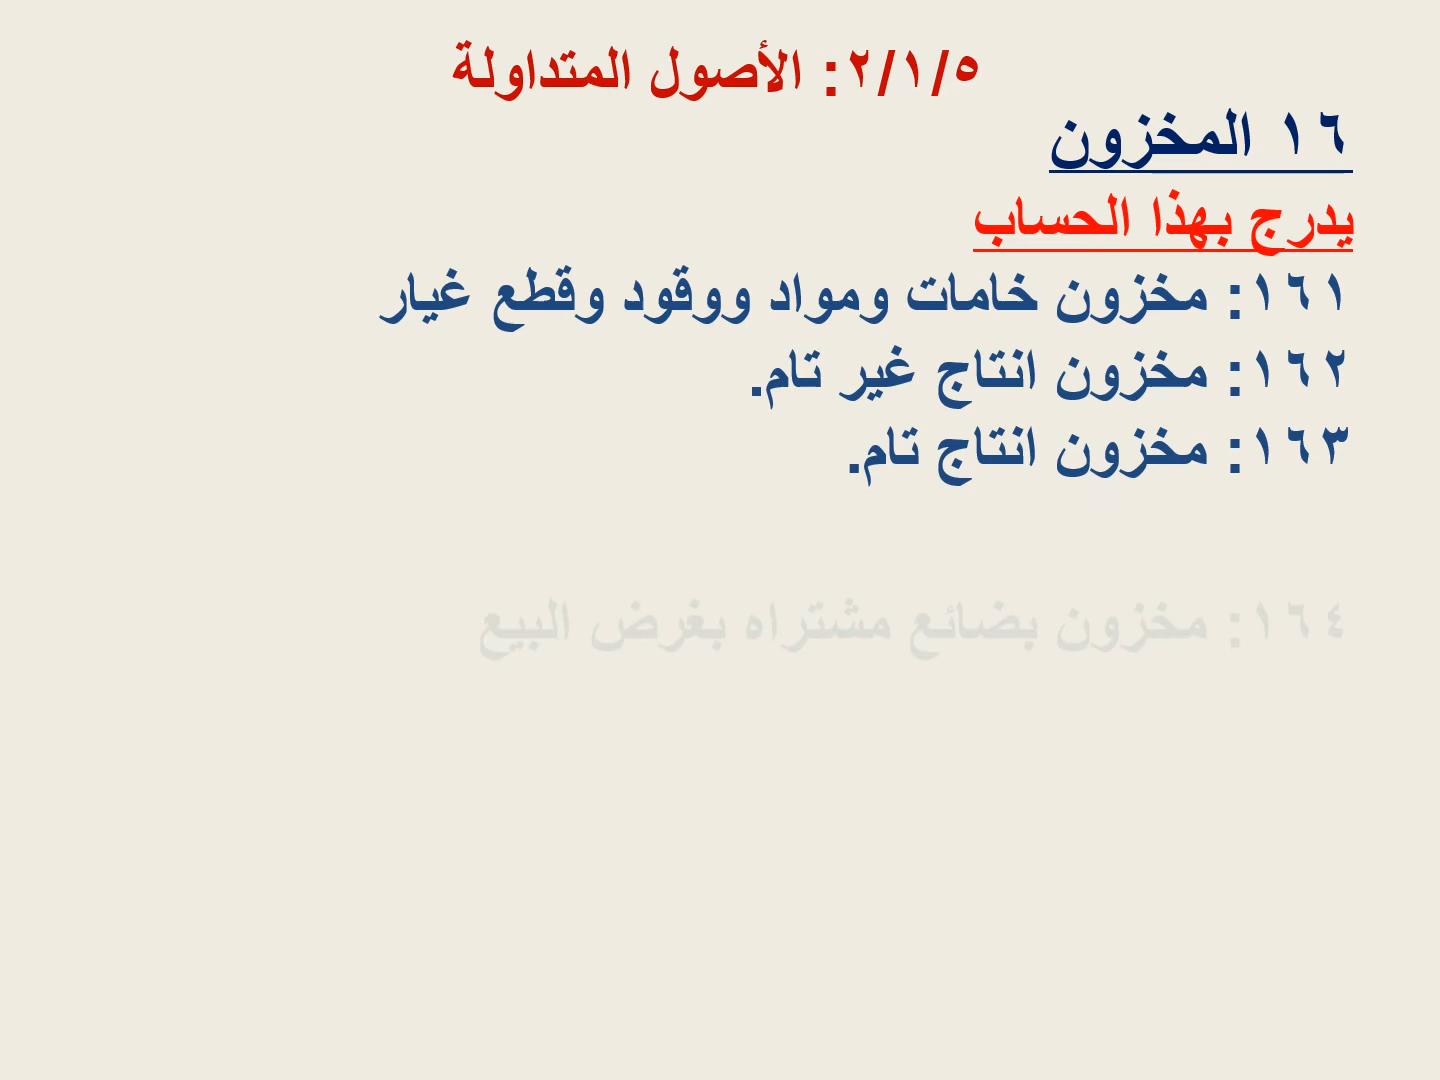 ٢/١/٥: الأصول المتداولة
١٦ المخزون
يدرج بهذا الحساب
١٦١: مخزون خامات ومواد ووقود وقطع غيار
١٦٢: مخزون انتاج غير تام.
١٦٣: مخزون انتاج تام.
١٦٤: مخزون بضائع مشتراه بغرض البيع